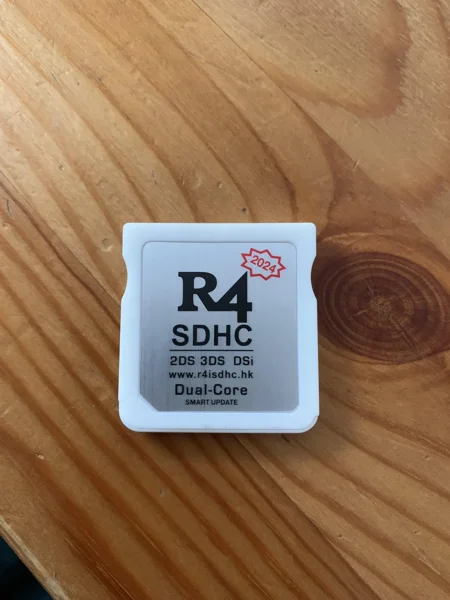 2024
R4
SDHC
2DS 3DS DSi
www.r4isdhc.hk
Dual-Core
SMART UPDATE